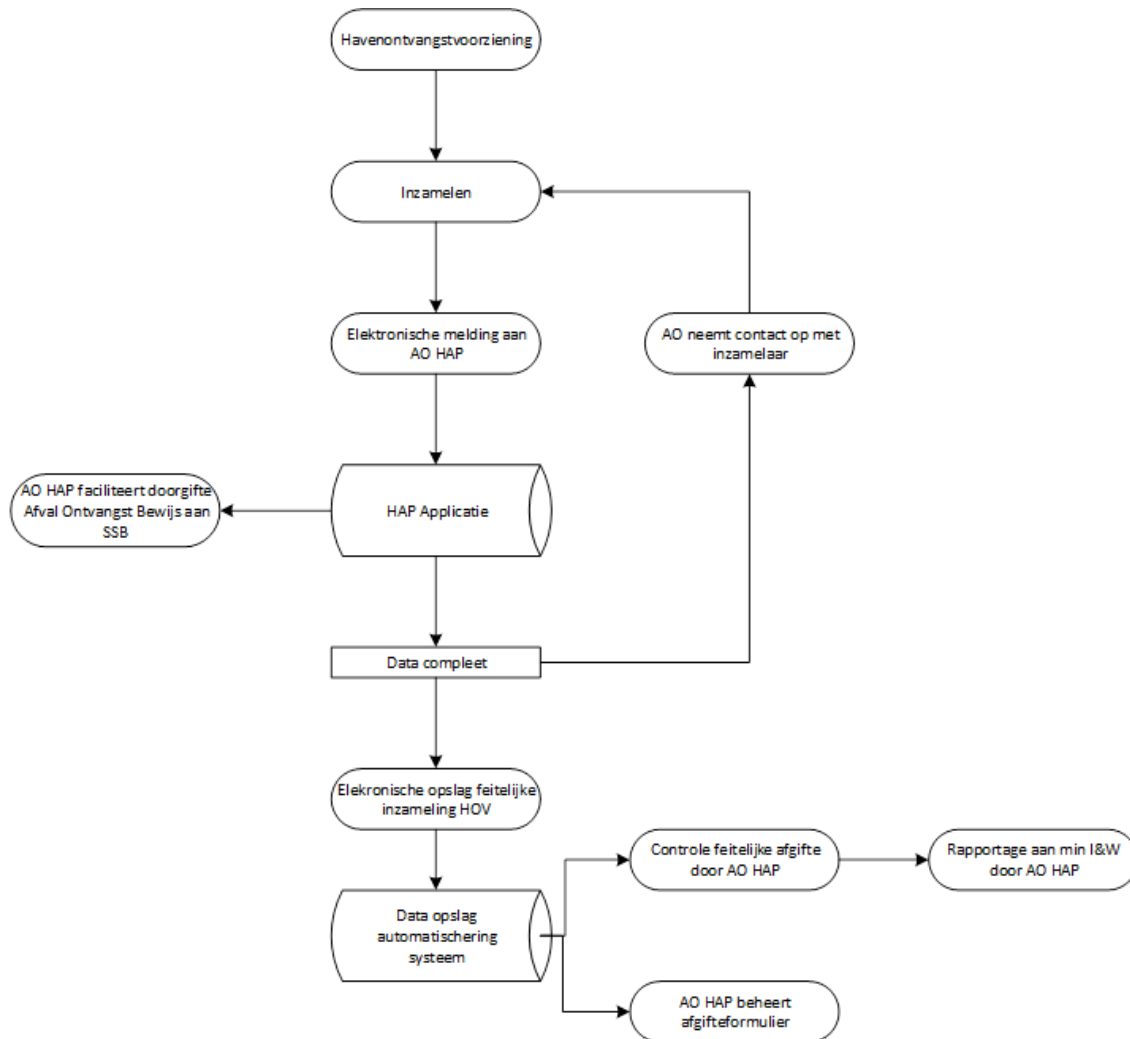 Havenontvangstvoorziening
Inzamelen
Elektronische melding aan
AO HAP
AO neemt contact op met
inzamelaar
AO HAP faciliteert doorgifte
Afval Ontvangst Bewijs aan
SSB
HAP Applicatie
Data compleet
Elekronische opslag feitelijke
inzameling HOV
Controle feitelijke afgifte
door AO HAP
Rapportage aan min I&W
door AO HAP
Data opslag
automatischering
systeem
AO HAP beheert
afgifteformulier